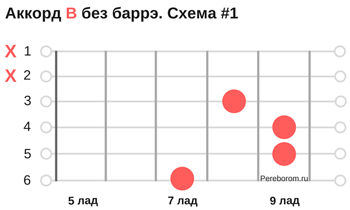 Аккорд B без баррэ. Схема #1
X 1
X 2
3
4
5
Pereborom.ru
6
5 лад 7 лад 9 лад